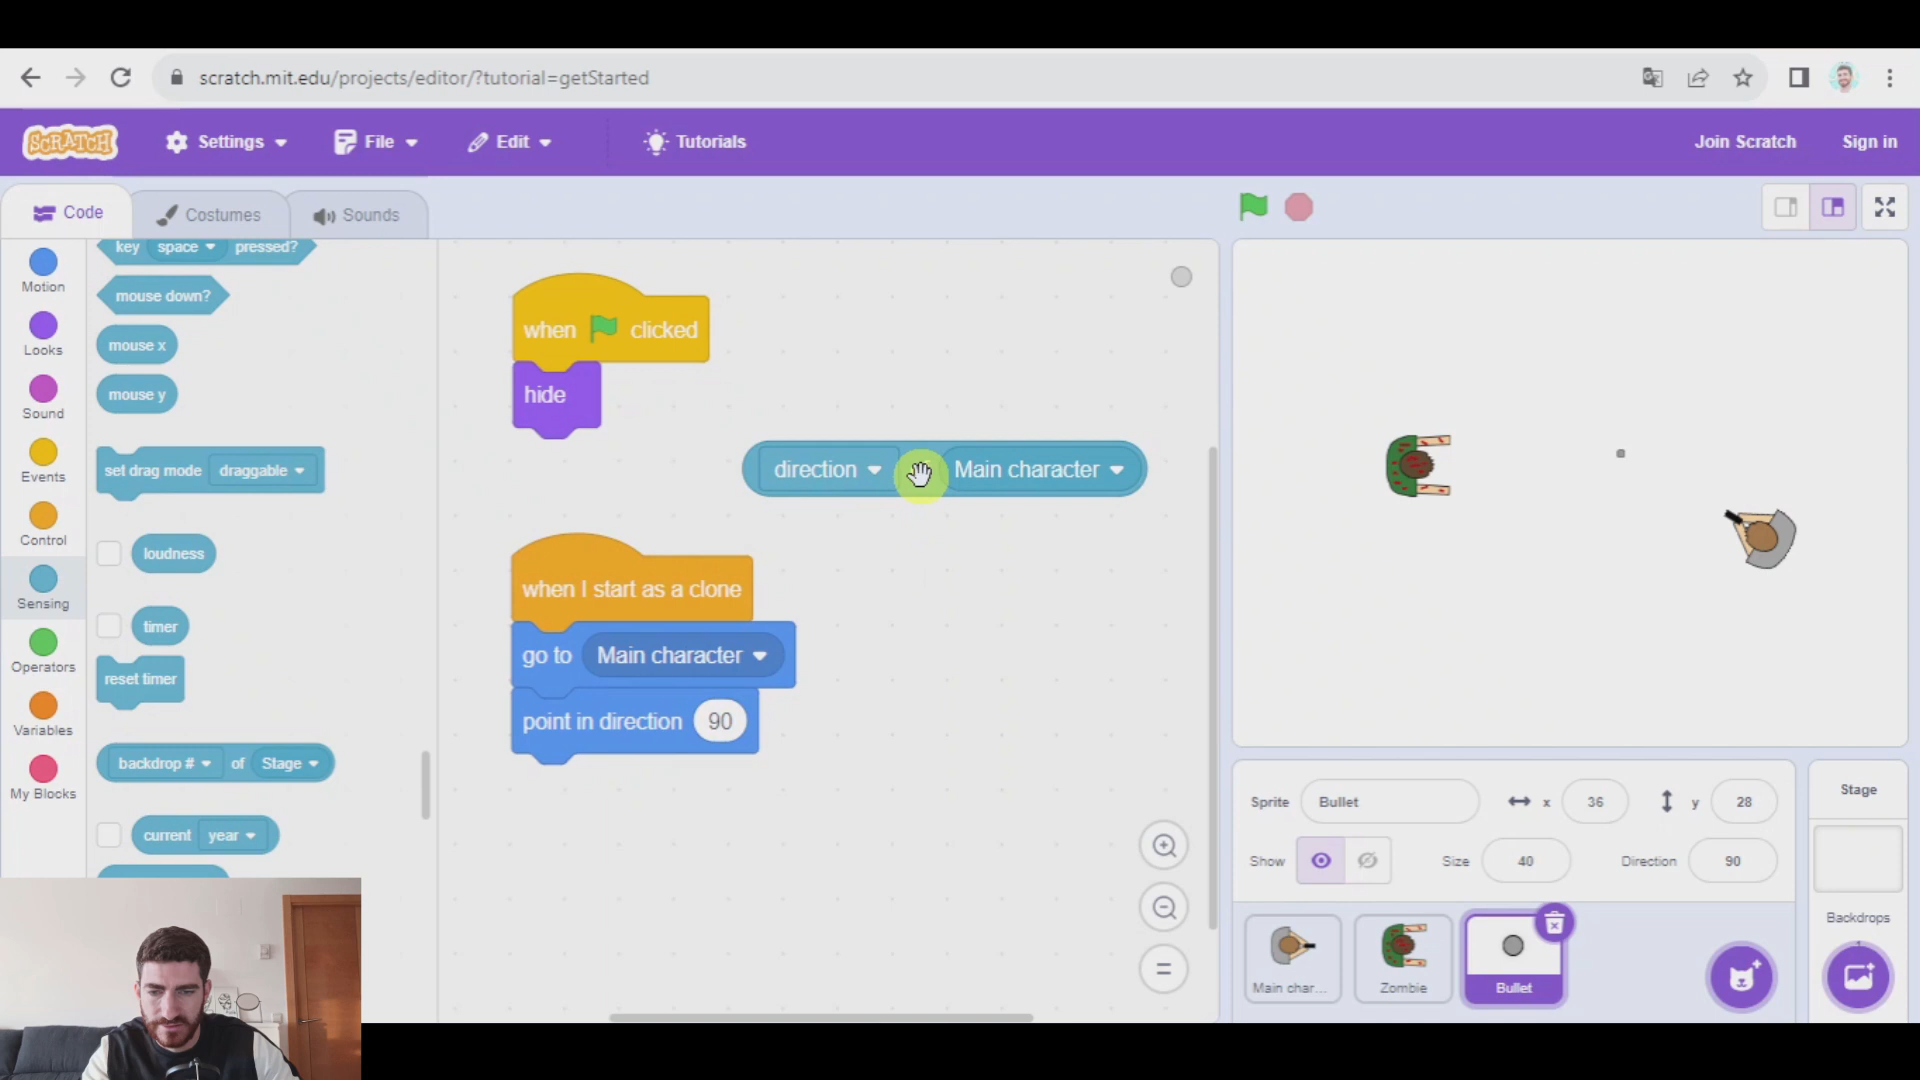 scratch.mit.edu/projects/editor/?tutorial=getStarted
SCRATCH Settings File Edit Tutorials Join Scratch Sign in
Code Costumes Sounds
Motion
Looks
Sound
Events
Control
Sensing
Operators
Variables
My Blocks
key space pressed?
mouse down?
mouse x
mouse y
set drag mode draggable
loudness
timer
reset timer
backdrop # of Stage
current year
when clicked
hide
direction Main character
when I start as a clone
go to Main character
point in direction 90
Sprite Bullet x 36 y 28
Show Size 40 Direction 90
Main char... Zombie Bullet
Stage
Backdrops